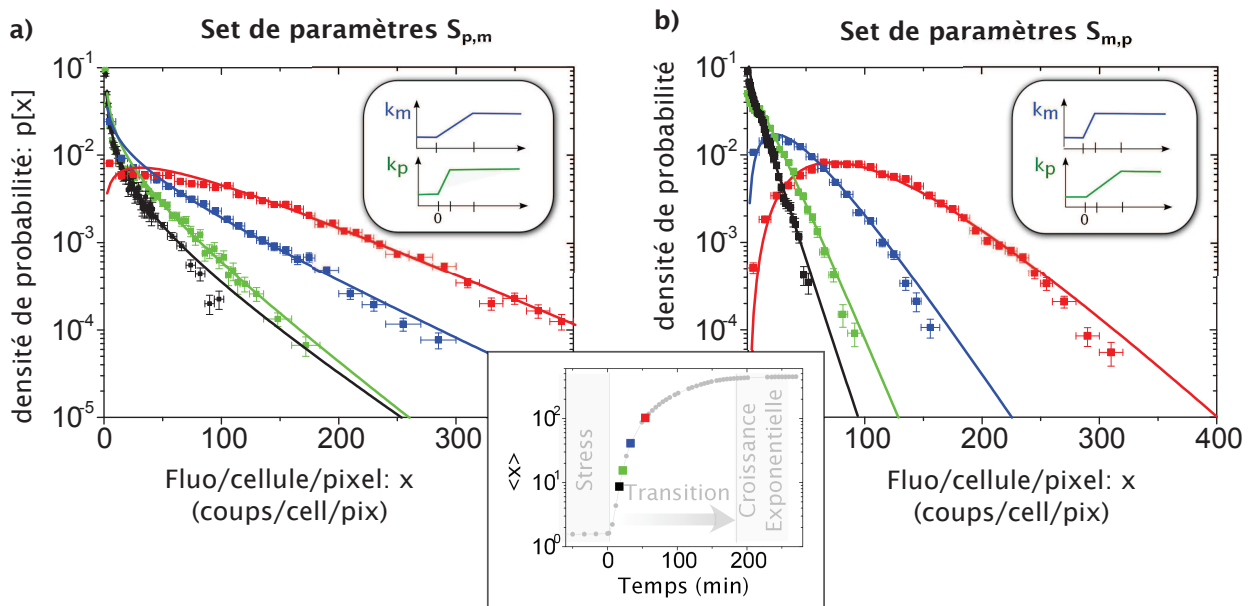 a)
Set de paramètres Sp,m
densité de probabilité: p[x]
10-1
10-2
10-3
10-4
10-5
0
100
200
300
Fluo/cellule/pixel: x
(coups/cell/pix)
km
kp
0
b)
Set de paramètres Sm,p
densité de probabilité
km
kp
0
100
200
300
400
Fluo/cellule/pixel: x
(coups/cell/pix)
<x>
102
101
100
Stress
Transition
Croissance
Exponentielle
0
100
200
Temps (min)